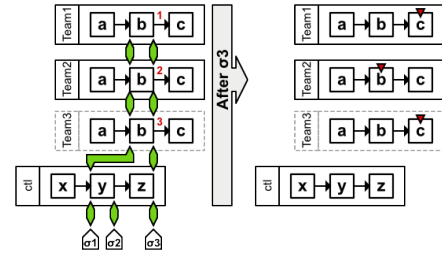 Team1
a b 1 c
Team2
a b 2 c
Team3
a b 3 c
ctl
x y z
σ1 σ2 σ3
After σ3
Team1
a b c
Team2
a b c
Team3
a b c
ctl
x y z